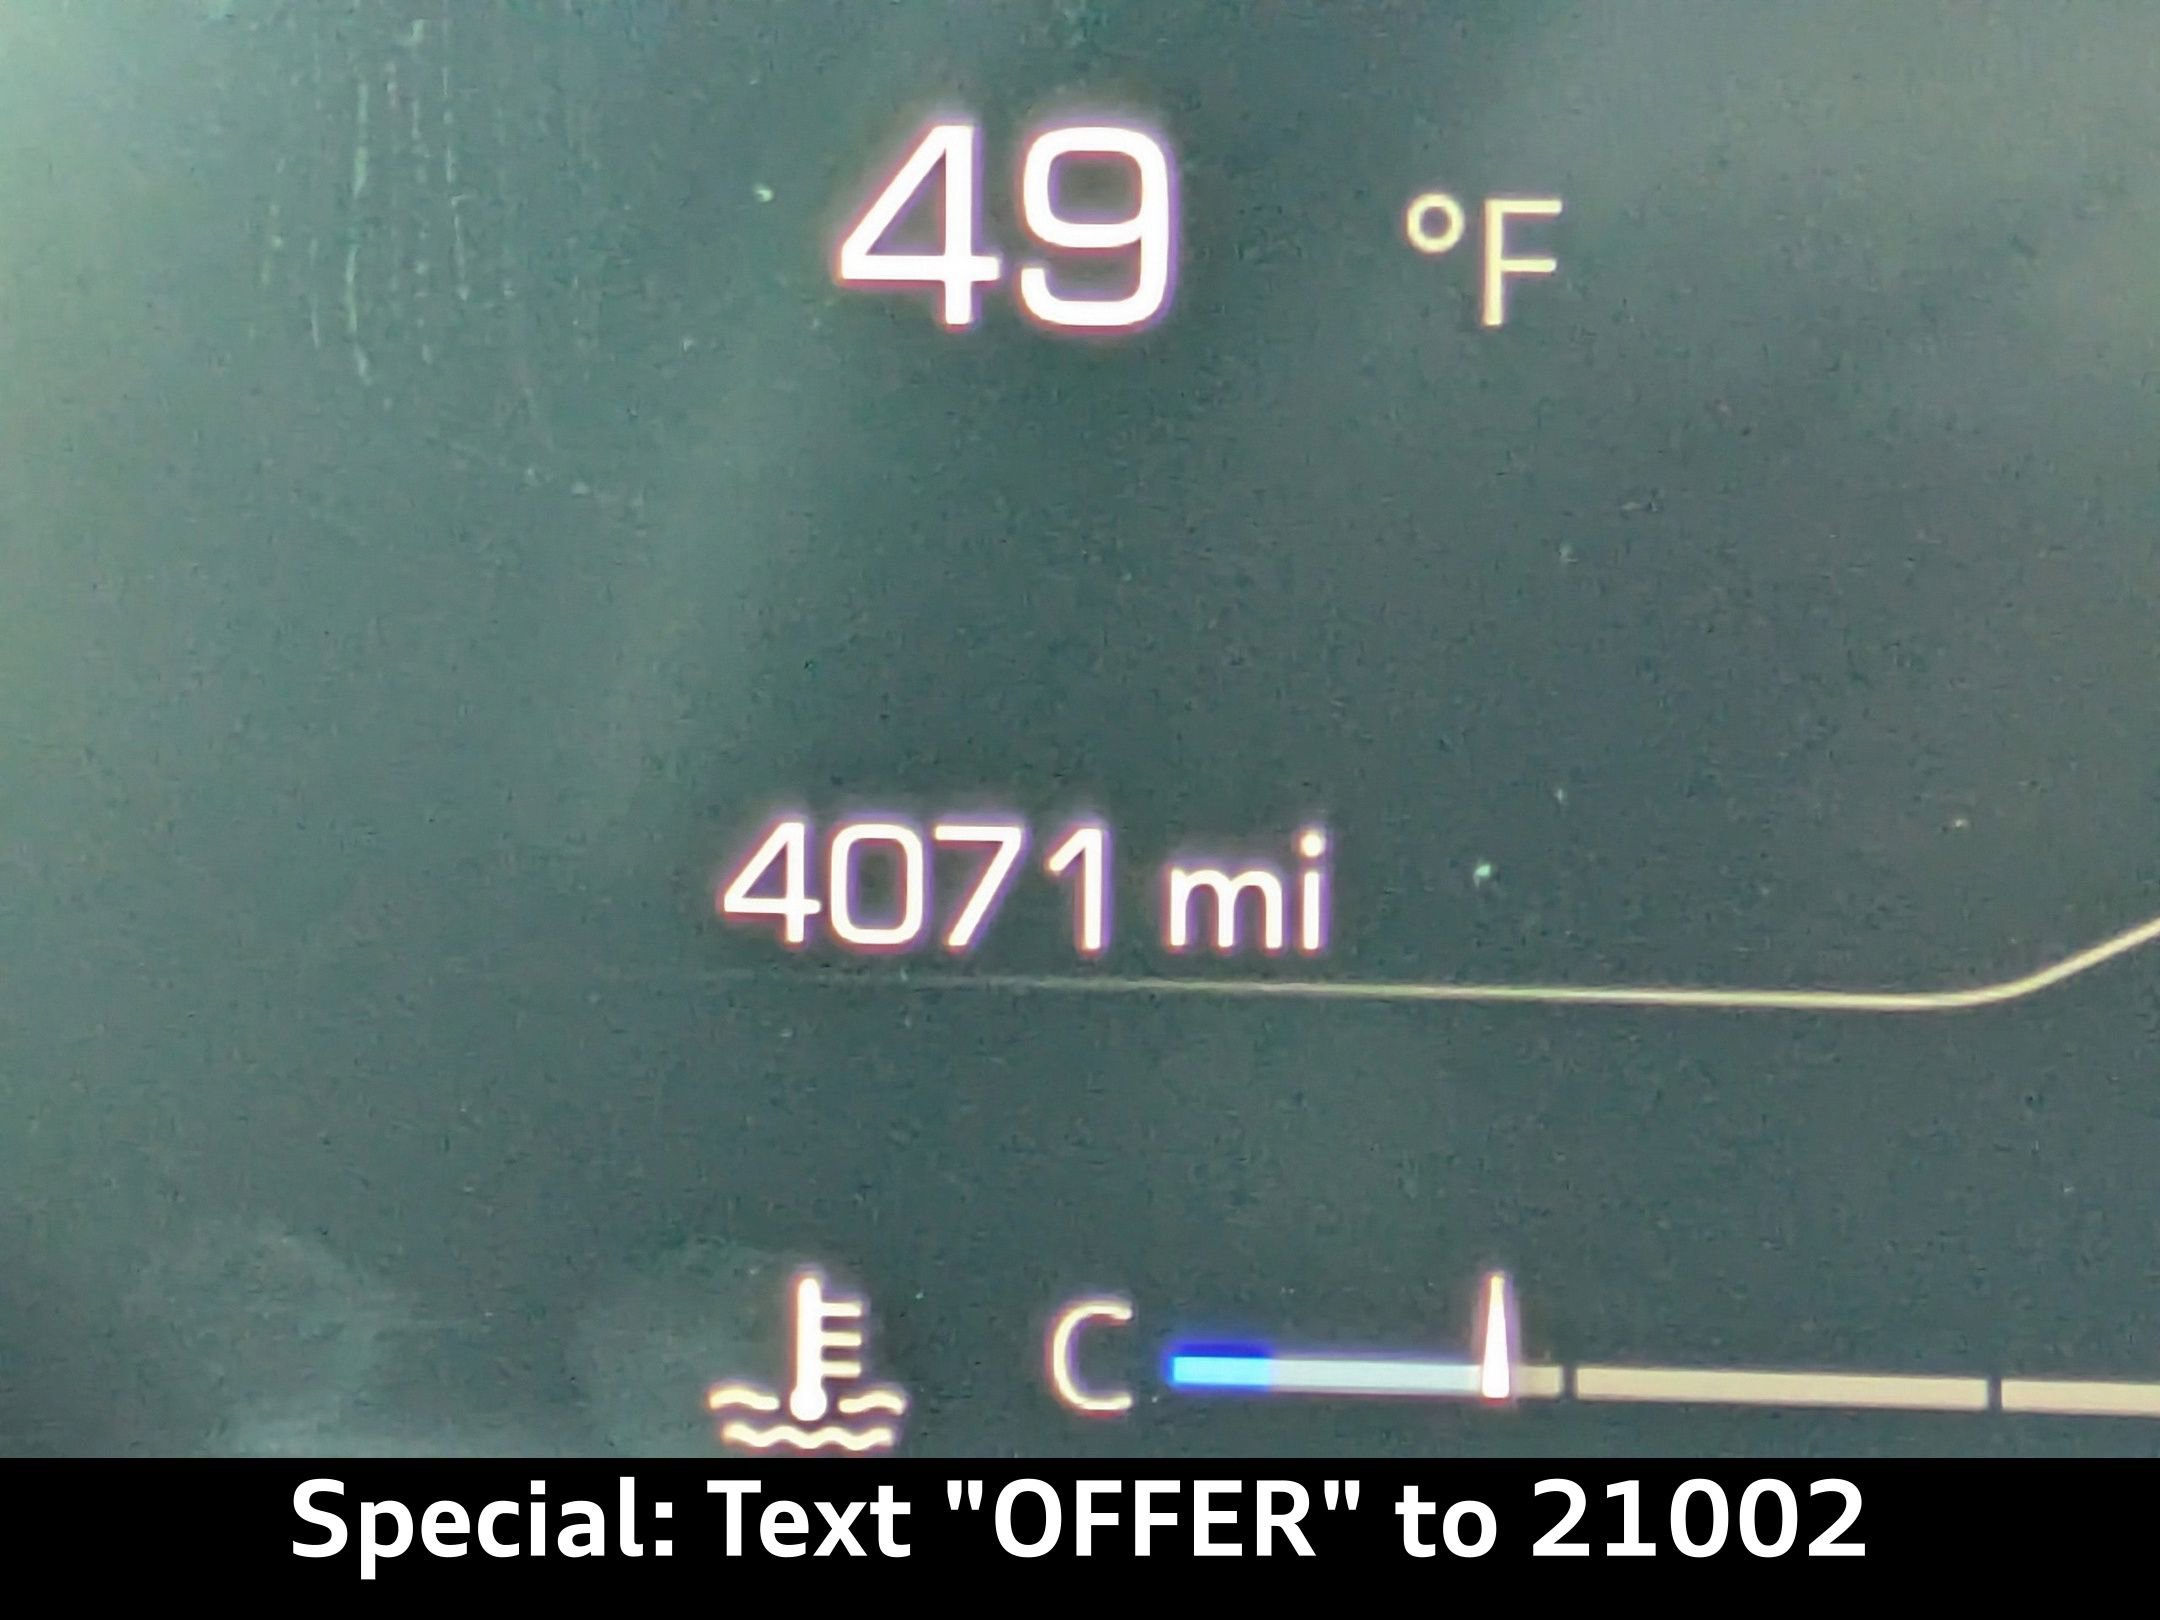 49 °F
4071 mi
C
Special: Text "OFFER" to 21002